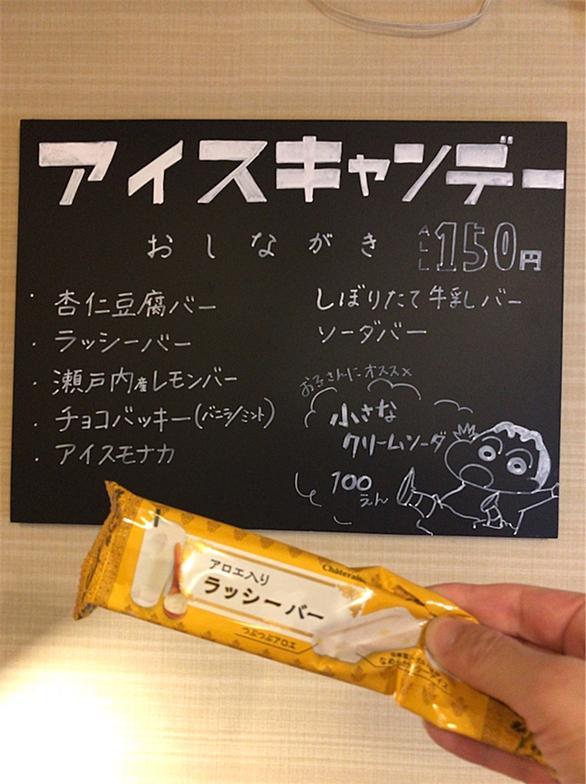 アイスキャンデー
おしながき
ALL150円
・杏仁豆腐バー
・ラッシーバー
・瀬戸内産レモンバー
・チョコバッキー(バニラ/ミント)
・アイスモナカ
しぼりたて牛乳バー
ソーダバー
お子さんにオススメ
小さな
クリームソーダ
100
えん
Châteraisé
アロエ入り
ラッシーバー
つぶつぶアロエ